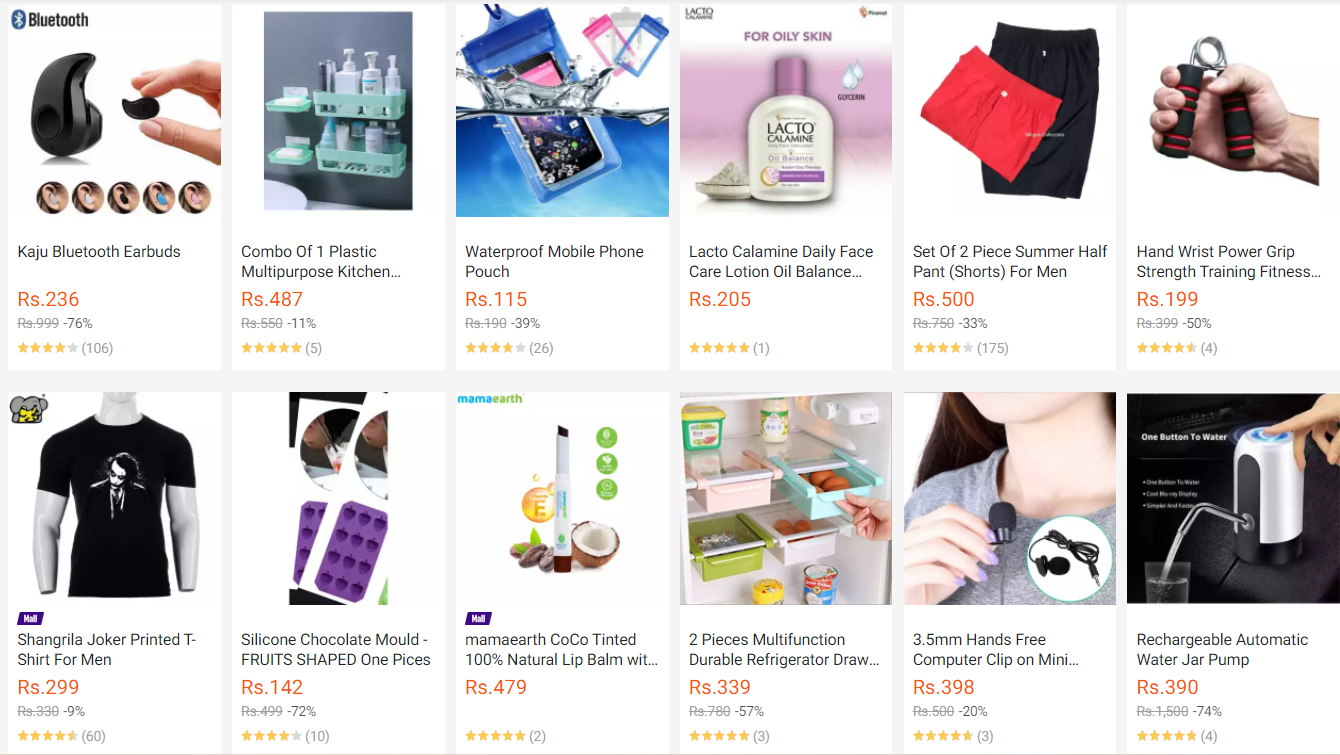 Bluetooth
Kaju Bluetooth Earbuds
Rs.236
Rs.999 -76%
(106)
Combo Of 1 Plastic
Multipurpose Kitchen...
Rs.487
Rs.550 -11%
(5)
Waterproof Mobile Phone
Pouch
Rs.115
Rs.190 -39%
(26)
LACTO
CALAMINE
Piramal
FOR OILY SKIN
GLYCERIN
LACTO
CALAMINE
Oil Balance
Lacto Calamine Daily Face
Care Lotion Oil Balance...
Rs.205
(1)
Set Of 2 Piece Summer Half
Pant (Shorts) For Men
Rs.500
Rs.750 -33%
(175)
Hand Wrist Power Grip
Strength Training Fitness...
Rs.199
Rs.399 -50%
(4)
Mall
Shangrila Joker Printed T-
Shirt For Men
Rs.299
Rs.330 -9%
(60)
Silicone Chocolate Mould -
FRUITS SHAPED One Pices
Rs.142
Rs.499 -72%
(10)
mamaearth
E
Mall
mamaearth CoCo Tinted
100% Natural Lip Balm wit...
Rs.479
(2)
2 Pieces Multifunction
Durable Refrigerator Draw...
Rs.339
Rs.780 -57%
(3)
3.5mm Hands Free
Computer Clip on Mini...
Rs.398
Rs.500 -20%
(3)
One Button To Water
• One Button To Water
• Cool Blu-ray Display
• Simpler And Faster
Rechargeable Automatic
Water Jar Pump
Rs.390
Rs.1,500 -74%
(4)